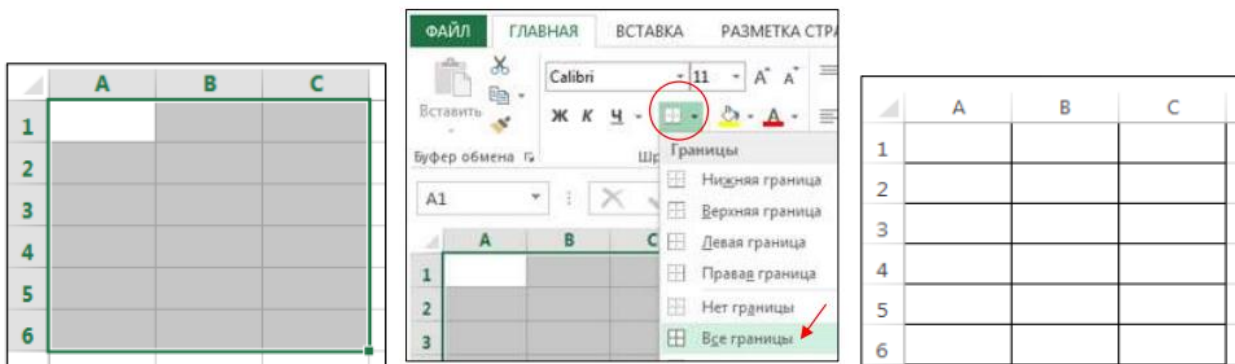 A B C
1
2
3
4
5
6
ФАЙЛ ГЛАВНАЯ ВСТАВКА РАЗМЕТКА СТРА
Calibri 11 A A
Вставить Ж К Ч A
Буфер обмена Шр
Границы
Нижняя граница
A1
Верхняя граница
A B C
Левая граница
1
Правая граница
2
Нет границы
3
Все границы
A B C
1
2
3
4
5
6